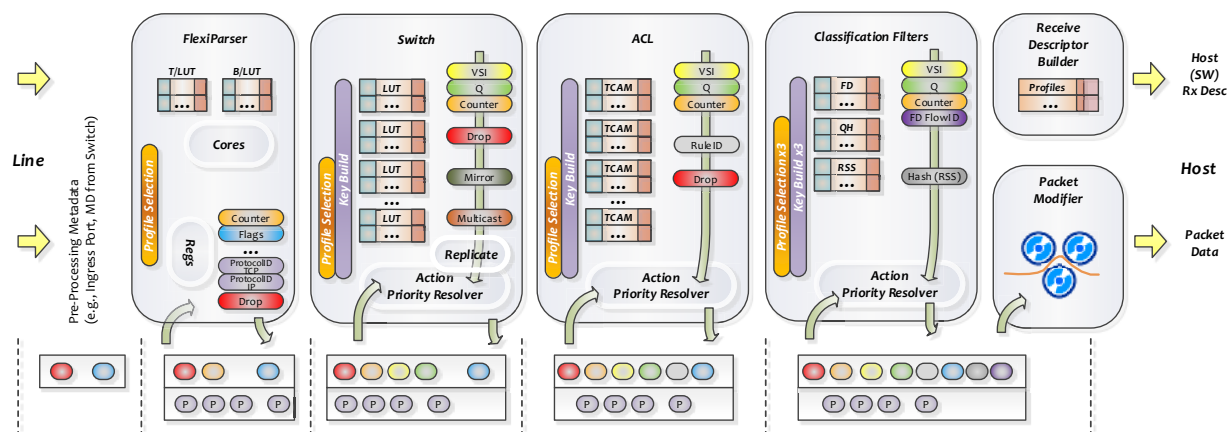 Line
Pre-Processing Metadata
(e.g., Ingress Port, MD from Switch)
FlexiParser
T/LUT
B/LUT
...
...
Cores
Profile Selection
Regs
Counter
Flags
...
ProtocolID
TCP
ProtocolID
IP
Drop
Switch
Profile Selection
Key Build
LUT
...
LUT
...
LUT
...
...
LUT
...
VSI
Q
Counter
Drop
Mirror
Multicast
Replicate
Action
Priority Resolver
ACL
Profile Selection
Key Build
TCAM
...
TCAM
...
TCAM
...
...
TCAM
...
VSI
Q
Counter
RuleID
Drop
Action
Priority Resolver
Classification Filters
Profile Selection x3
Key Build x3
FD
...
QH
...
RSS
...
VSI
Q
Counter
FD FlowID
Hash (RSS)
Action
Priority Resolver
Receive
Descriptor
Builder
Profiles
...
Packet
Modifier
Host
(SW)
Rx Desc
Host
Packet
Data
P P P P
P P P P
P P P P
P P P P